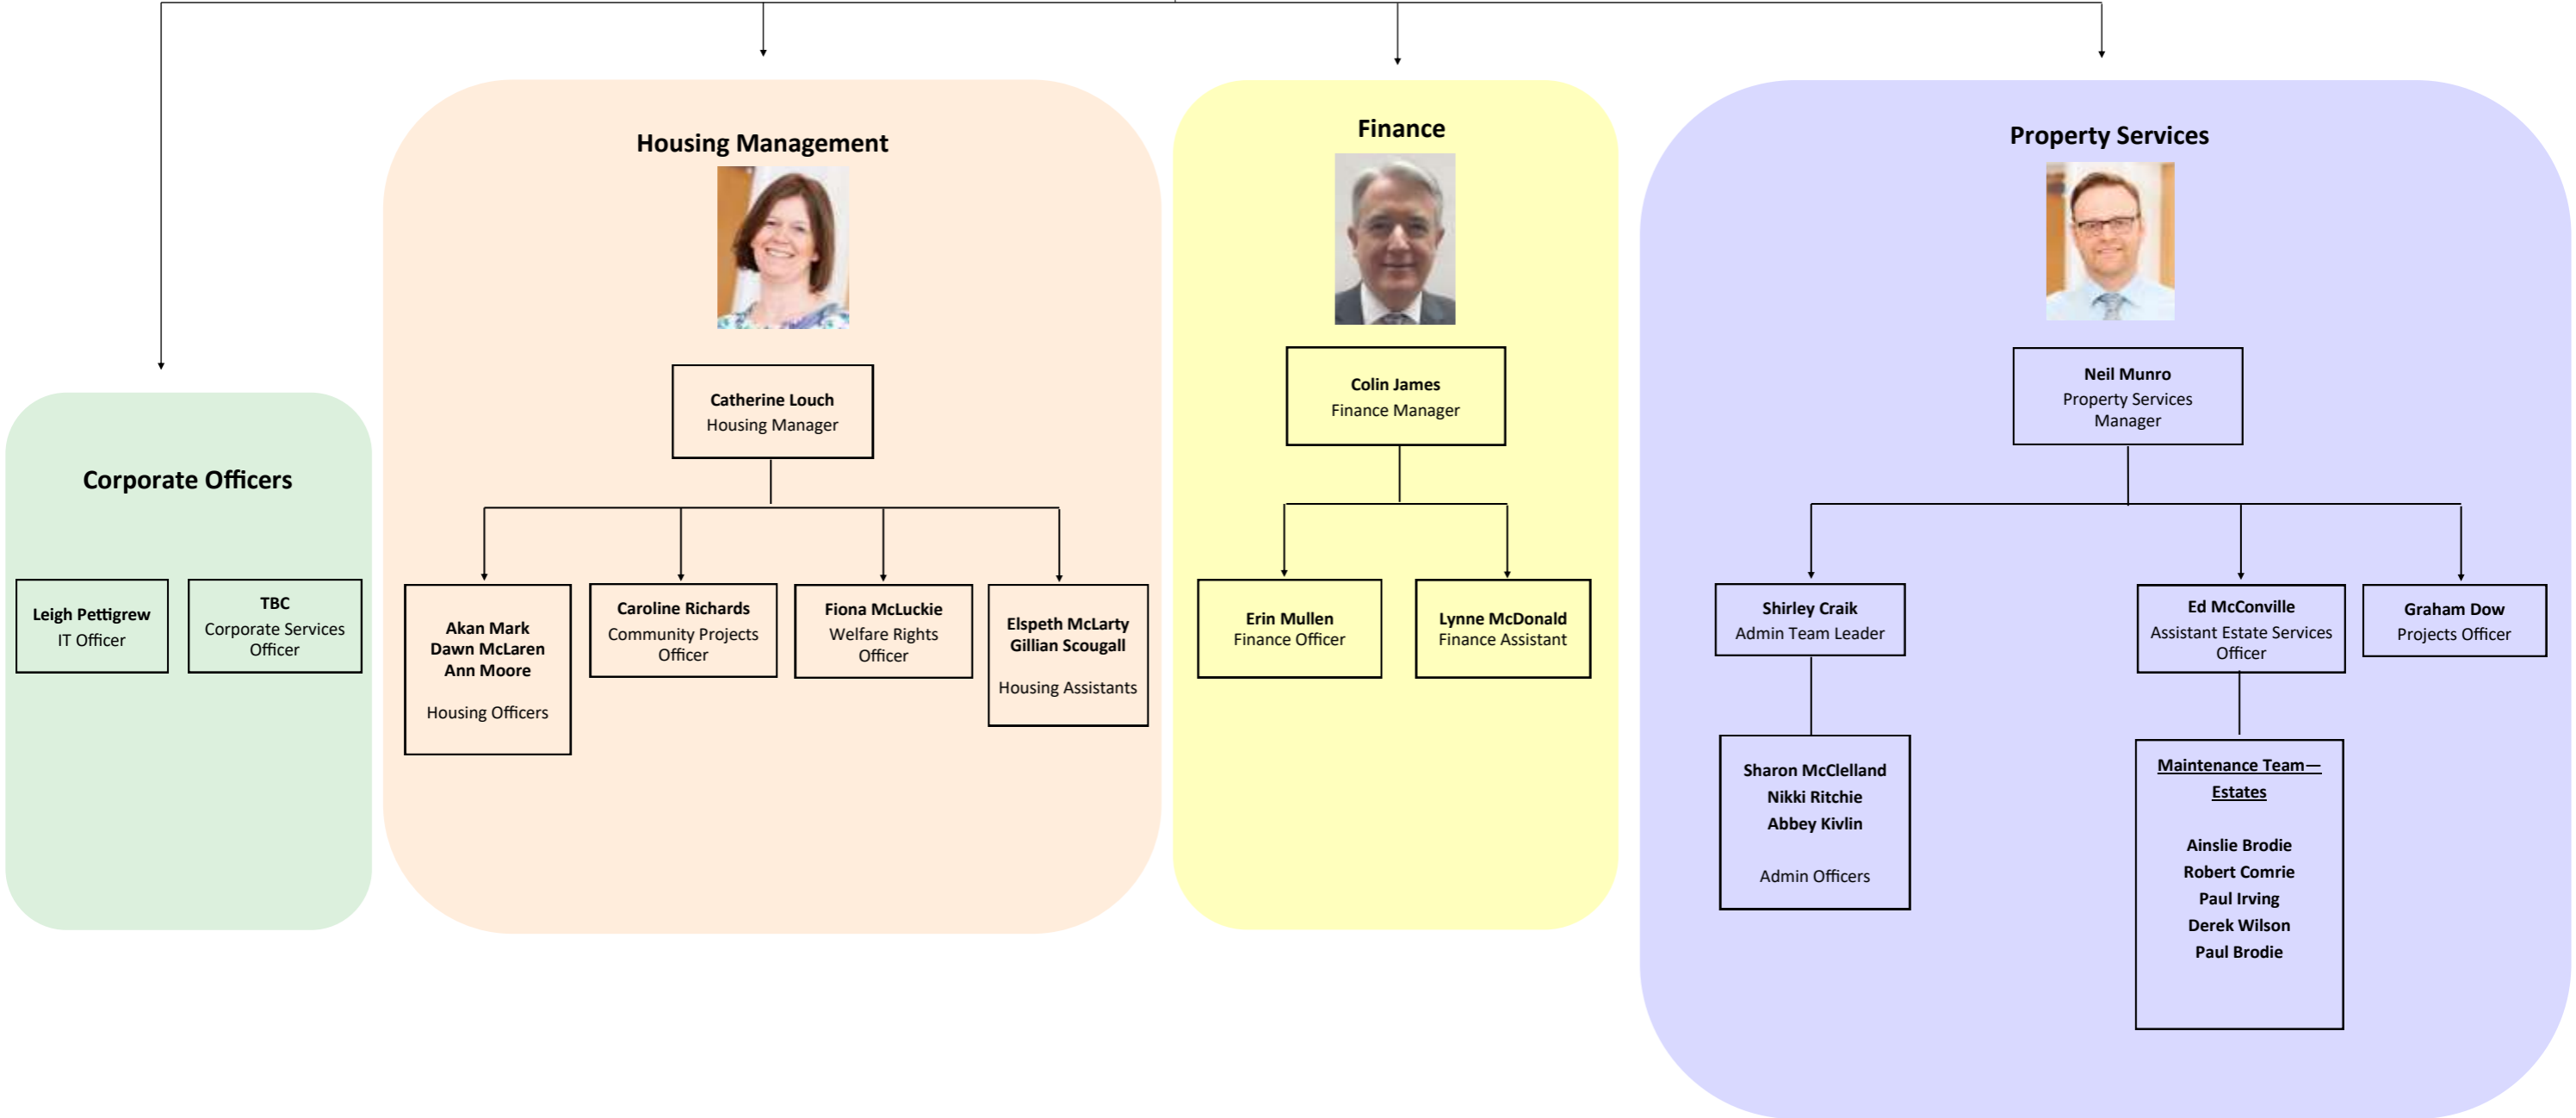 Corporate Officers
Leigh Pettigrew
IT Officer
TBC
Corporate Services
Officer
Housing Management
Catherine Louch
Housing Manager
Akan Mark
Dawn McLaren
Ann Moore
Housing Officers
Caroline Richards
Community Projects
Officer
Fiona McLuckie
Welfare Rights
Officer
Elspeth McLarty
Gillian Scougall
Housing Assistants
Finance
Colin James
Finance Manager
Erin Mullen
Finance Officer
Lynne McDonald
Finance Assistant
Property Services
Neil Munro
Property Services
Manager
Shirley Craik
Admin Team Leader
Sharon McClelland
Nikki Ritchie
Abbey Kivlin
Admin Officers
Ed McConville
Assistant Estate Services
Officer
Maintenance Team—
Estates
Ainslie Brodie
Robert Comrie
Paul Irving
Derek Wilson
Paul Brodie
Graham Dow
Projects Officer